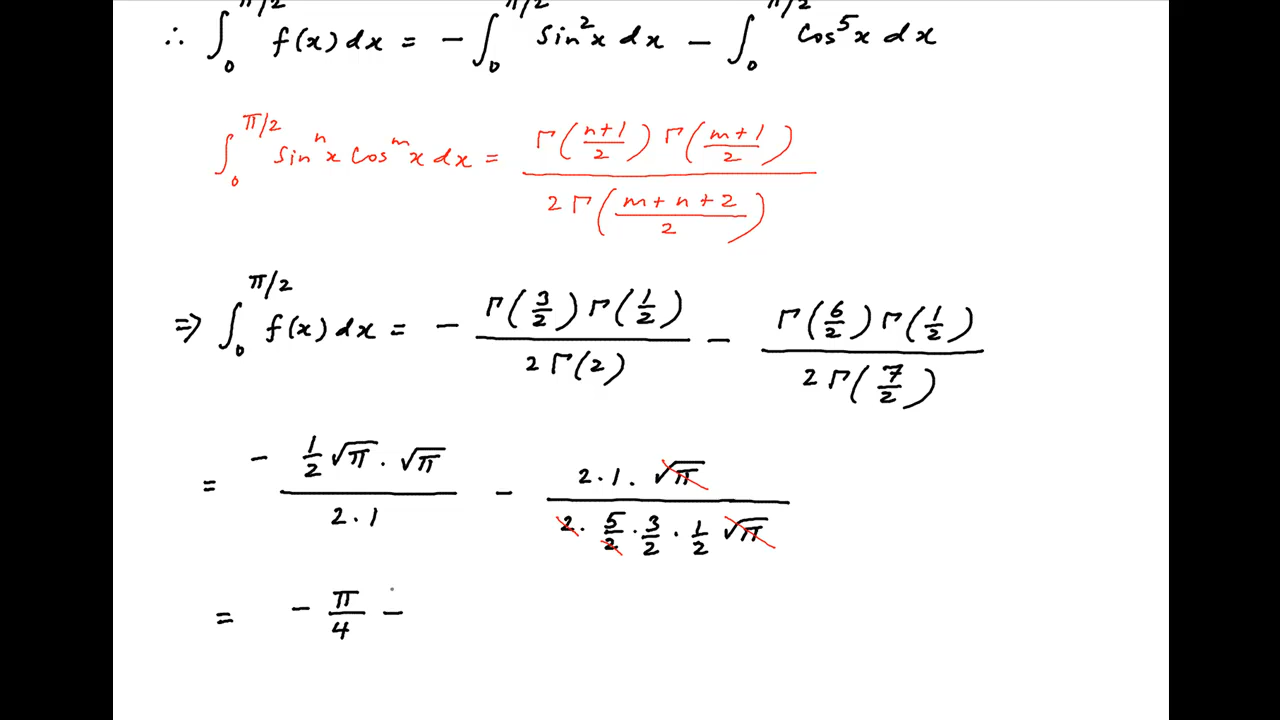 ∴ ∫₀^(π/2) f(x) dx = - ∫₀^(π/2) Sin²x dx - ∫₀^(π/2) Cos⁵x dx
∫₀^(π/2) Sinⁿx Cosᵐx dx = Γ((n+1)/2) Γ((m+1)/2) / 2Γ((m+n+2)/2)
⇒ ∫₀^(π/2) f(x) dx = - Γ(3/2) Γ(1/2) / 2Γ(2) - Γ(6/2) Γ(1/2) / 2Γ(7/2)
= - (1/2 √π · √π) / (2 · 1) - (2 · 1 · √π) / (2 · 5/2 · 3/2 · 1/2 √π)
= - π/4 -